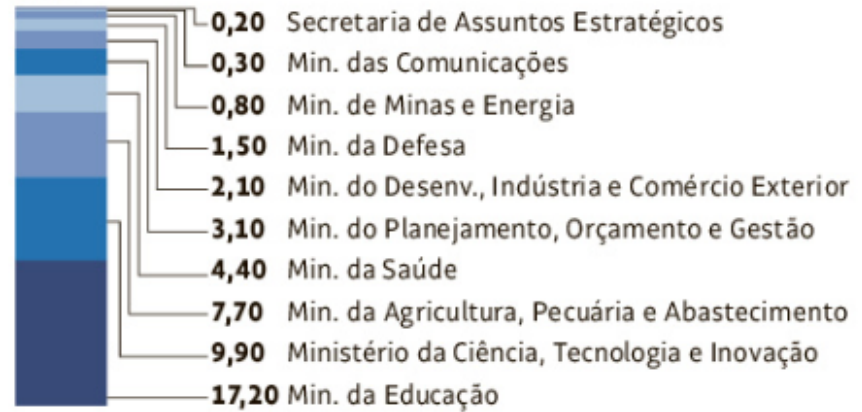 0,20 Secretaria de Assuntos Estratégicos
0,30 Min. das Comunicações
0,80 Min. de Minas e Energia
1,50 Min. da Defesa
2,10 Min. do Desenv., Indústria e Comércio Exterior
3,10 Min. do Planejamento, Orçamento e Gestão
4,40 Min. da Saúde
7,70 Min. da Agricultura, Pecuária e Abastecimento
9,90 Ministério da Ciência, Tecnologia e Inovação
17,20 Min. da Educação